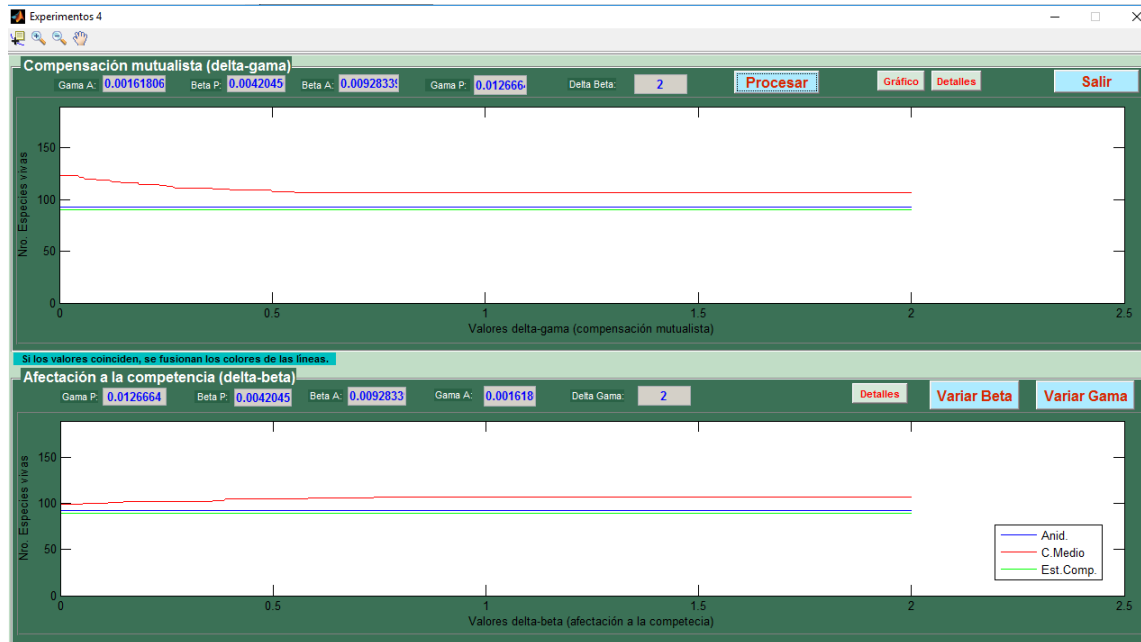 Experimentos 4
Compensación mutualista (delta-gama)
Gama A: 0.00161806 Beta P: 0.0042045 Beta A: 0.0092833 Gama P: 0.012666 Delta Beta: 2 Procesar Gráfico Detalles Salir
Nro. Especies vivas
150
100
50
0
0 0.5 1 1.5 2 2.5
Valores delta-gama (compensación mutualista)
Si los valores coinciden, se fusionan los colores de las líneas.
Afectación a la competencia (delta-beta)
Gama P: 0.0126664 Beta P: 0.0042045 Beta A: 0.0092833 Gama A: 0.001618 Delta Gama: 2 Detalles Variar Beta Variar Gama
Nro. Especies vivas
150
100
50
0
Anid.
C.Medio
Est.Comp.
0 0.5 1 1.5 2 2.5
Valores delta-beta (afectación a la competecia)